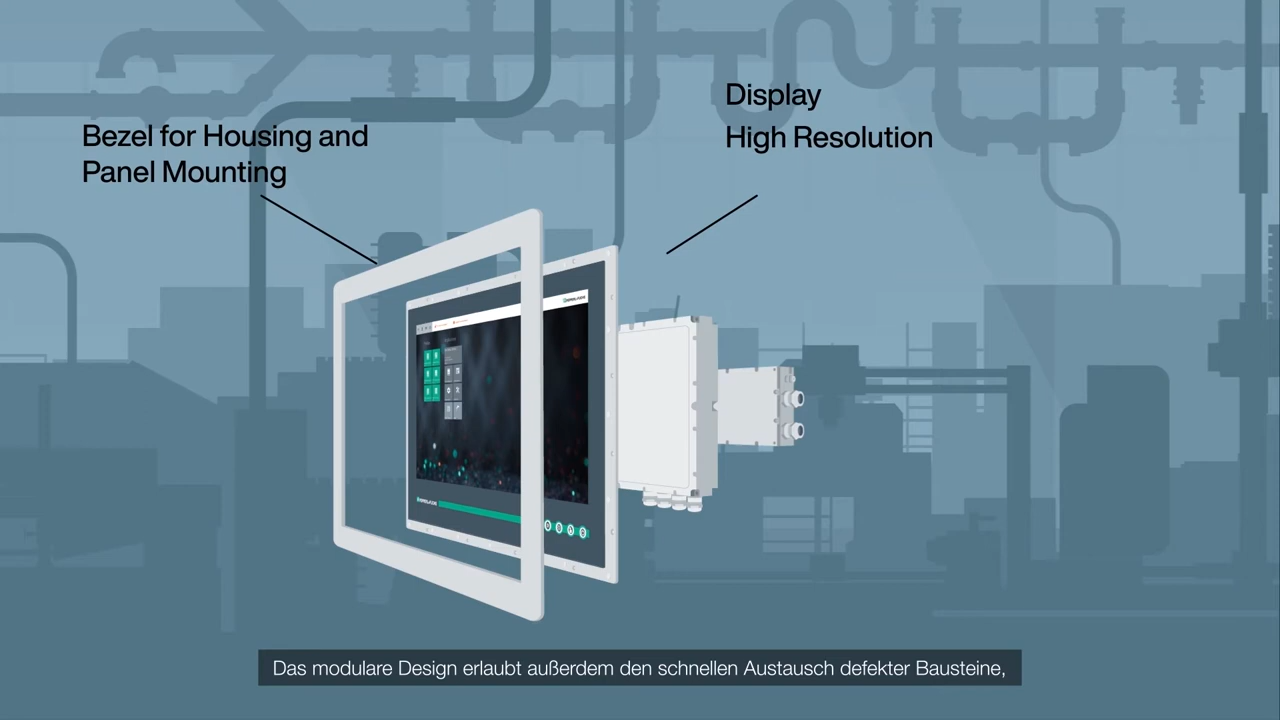 Display
Bezel for Housing and
High Resolution
Panel Mounting
Das modulare Design erlaubt außerdem den schnellen Austausch defekter Bausteine,